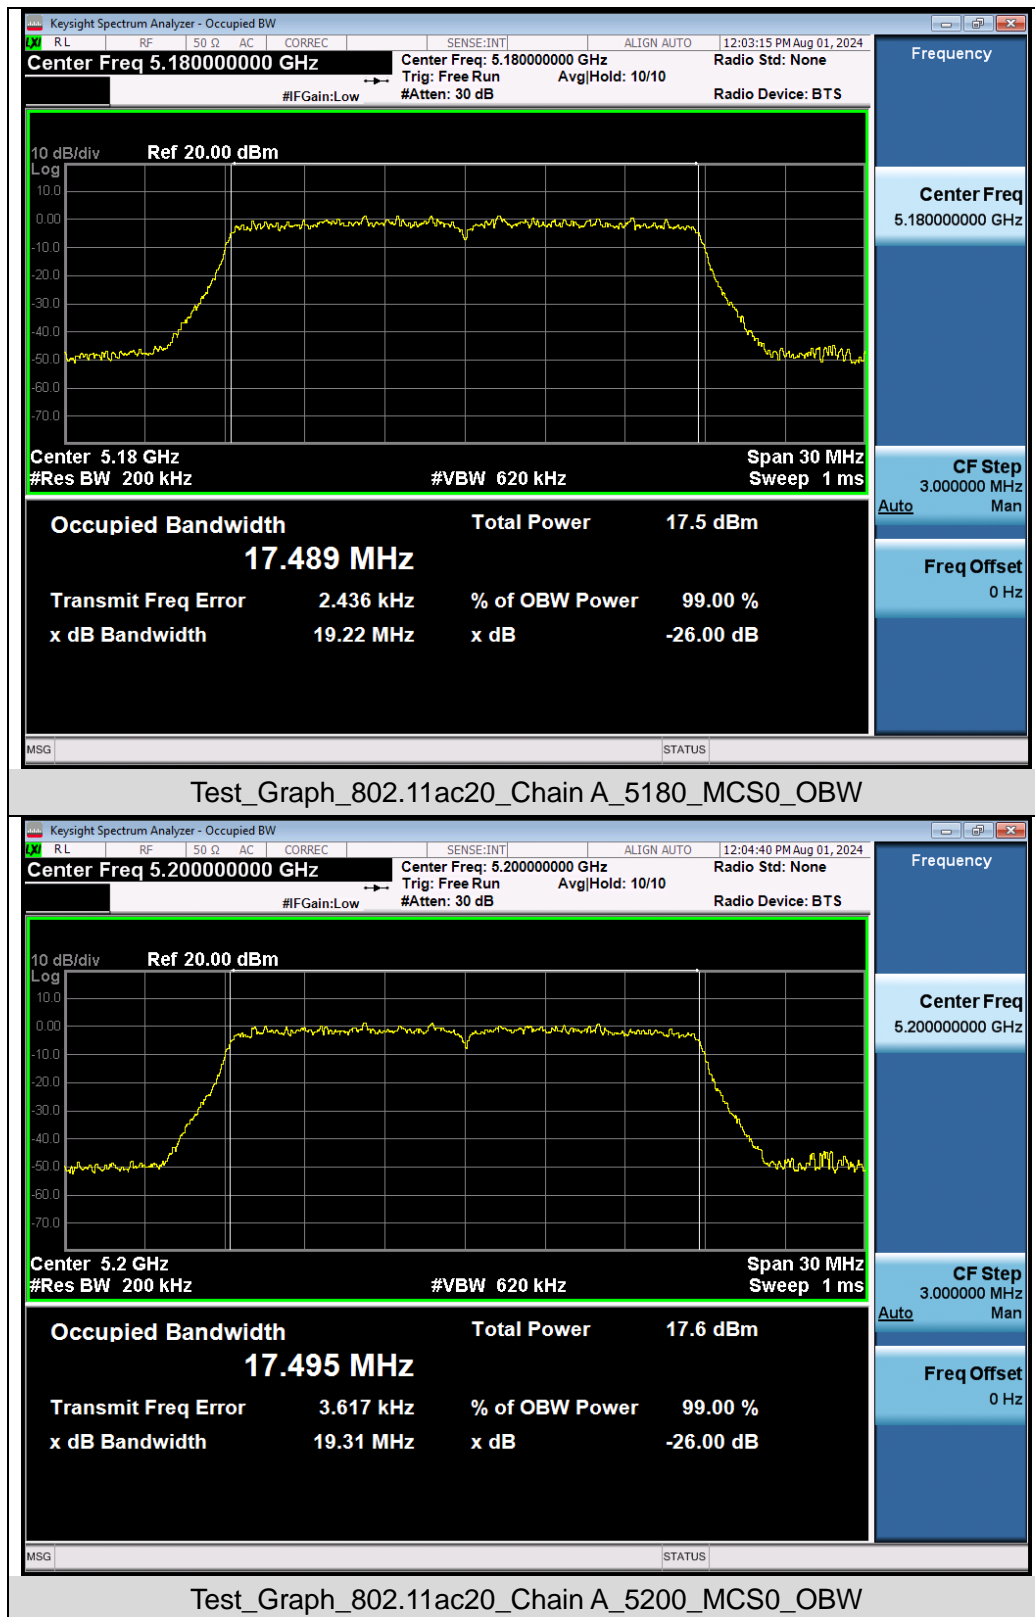 Keysight Spectrum Analyzer - Occupied BW
LXI RL RF 50 Ω AC CORREC SENSE:INT ALIGN AUTO 12:03:15 PM Aug 01, 2024
Center Freq 5.180000000 GHz
Center Freq: 5.180000000 GHz
Radio Std: None
Trig: Free Run Avg|Hold: 10/10
#IFGain:Low
#Atten: 30 dB
Radio Device: BTS
Frequency
10 dB/div Ref 20.00 dBm
Log
10.0
0.00
-10.0
-20.0
-30.0
-40.0
-50.0
-60.0
-70.0
Center Freq
5.180000000 GHz
Center 5.18 GHz Span 30 MHz
#Res BW 200 kHz #VBW 620 kHz Sweep 1 ms
CF Step
3.000000 MHz
Auto Man
Occupied Bandwidth Total Power 17.5 dBm
17.489 MHz
Transmit Freq Error 2.436 kHz % of OBW Power 99.00 %
x dB Bandwidth 19.22 MHz x dB -26.00 dB
Freq Offset
0 Hz
MSG STATUS
Test_Graph_802.11ac20_Chain A_5180_MCS0_OBW
Keysight Spectrum Analyzer - Occupied BW
LXI RL RF 50 Ω AC CORREC SENSE:INT ALIGN AUTO 12:04:40 PM Aug 01, 2024
Center Freq 5.200000000 GHz
Center Freq: 5.200000000 GHz
Radio Std: None
Trig: Free Run Avg|Hold: 10/10
#IFGain:Low
#Atten: 30 dB
Radio Device: BTS
Frequency
10 dB/div Ref 20.00 dBm
Log
10.0
0.00
-10.0
-20.0
-30.0
-40.0
-50.0
-60.0
-70.0
Center Freq
5.200000000 GHz
Center 5.2 GHz Span 30 MHz
#Res BW 200 kHz #VBW 620 kHz Sweep 1 ms
CF Step
3.000000 MHz
Auto Man
Occupied Bandwidth Total Power 17.6 dBm
17.495 MHz
Transmit Freq Error 3.617 kHz % of OBW Power 99.00 %
x dB Bandwidth 19.31 MHz x dB -26.00 dB
Freq Offset
0 Hz
MSG STATUS
Test_Graph_802.11ac20_Chain A_5200_MCS0_OBW